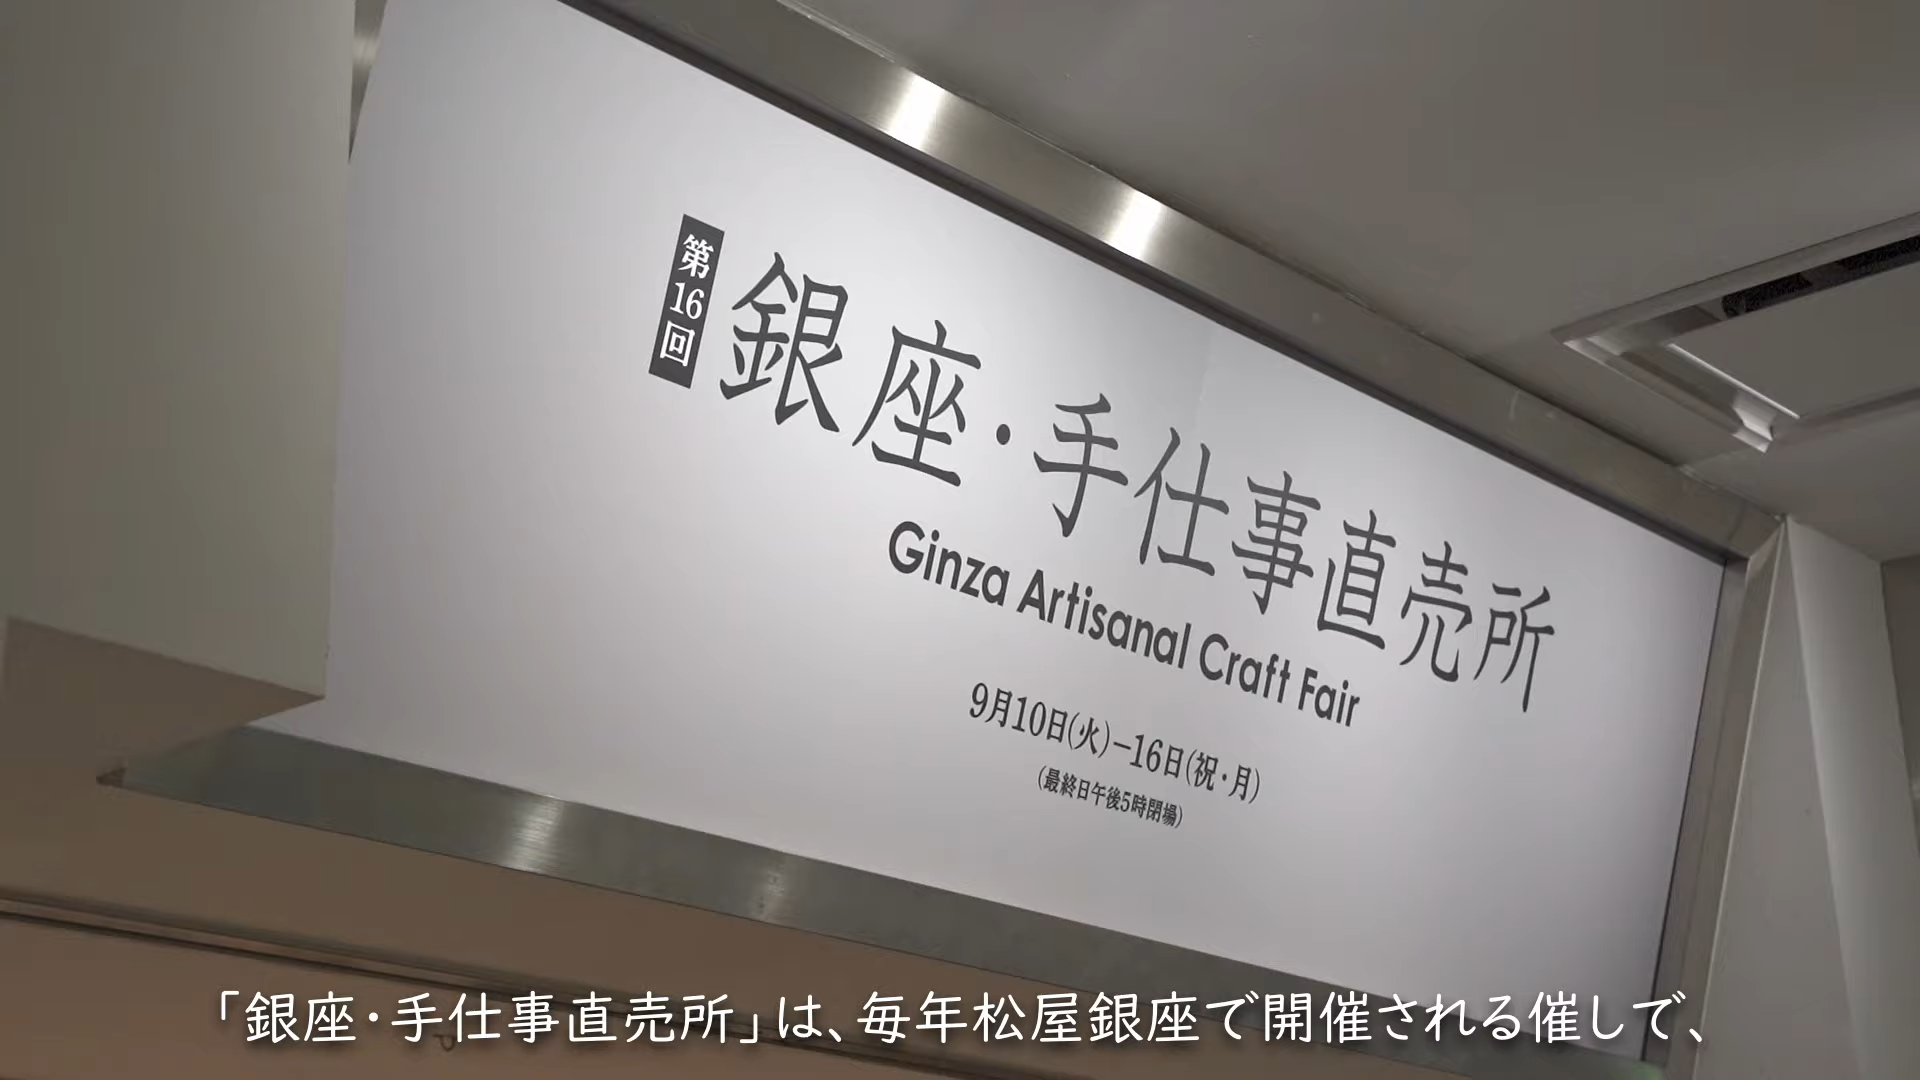 第16回
銀座・手仕事直売所
Ginza Artisanal Craft Fair
9月10日(火)–16日(祝・月)
(最終日午後5時閉場)
「銀座・手仕事直売所」は、毎年松屋銀座で開催される催しで、